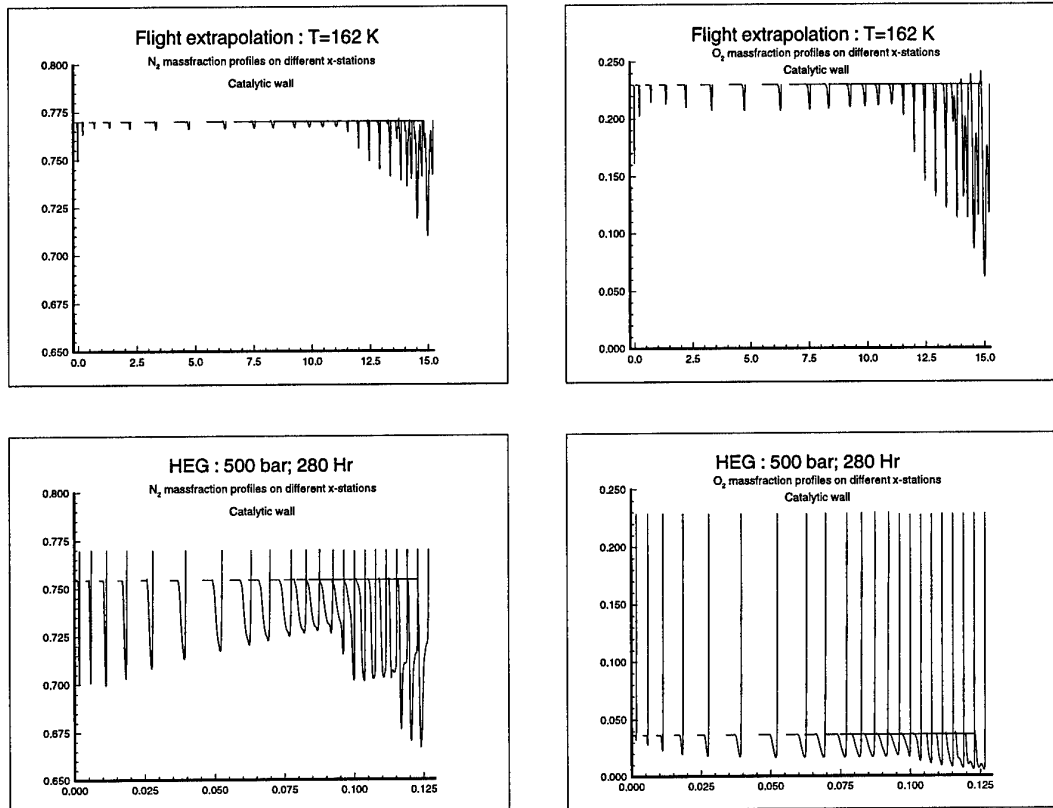 Flight extrapolation : T=162 K
N2 massfraction profiles on different x-stations
Catalytic wall
0.800
0.775
0.750
0.725
0.700
0.675
0.650
0.0 2.5 5.0 7.5 10.0 12.5 15.0
Flight extrapolation : T=162 K
O2 massfraction profiles on different x-stations
Catalytic wall
0.250
0.200
0.150
0.100
0.050
0.000
0.0 2.5 5.0 7.5 10.0 12.5 15.0
HEG : 500 bar; 280 Hr
N2 massfraction profiles on different x-stations
Catalytic wall
0.800
0.775
0.750
0.725
0.700
0.675
0.650
0.000 0.025 0.050 0.075 0.100 0.125
HEG : 500 bar; 280 Hr
O2 massfraction profiles on different x-stations
Catalytic wall
0.250
0.200
0.150
0.100
0.050
0.000
0.000 0.025 0.050 0.075 0.100 0.125